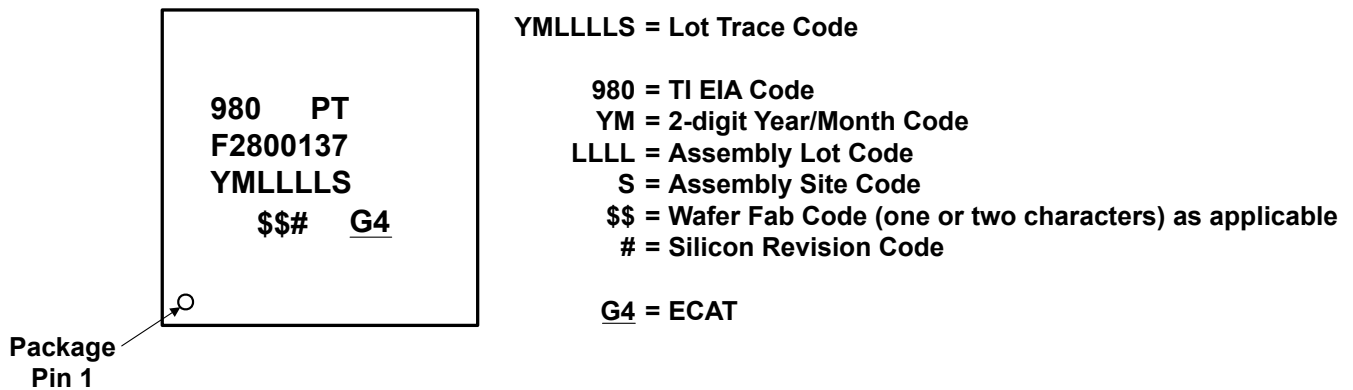 980 PT
F2800137
YMLLLLS
$$# G4
Package
Pin 1
YMLLLLS = Lot Trace Code
980 = TI EIA Code
YM = 2-digit Year/Month Code
LLLL = Assembly Lot Code
S = Assembly Site Code
$$ = Wafer Fab Code (one or two characters) as applicable
# = Silicon Revision Code
G4 = ECAT